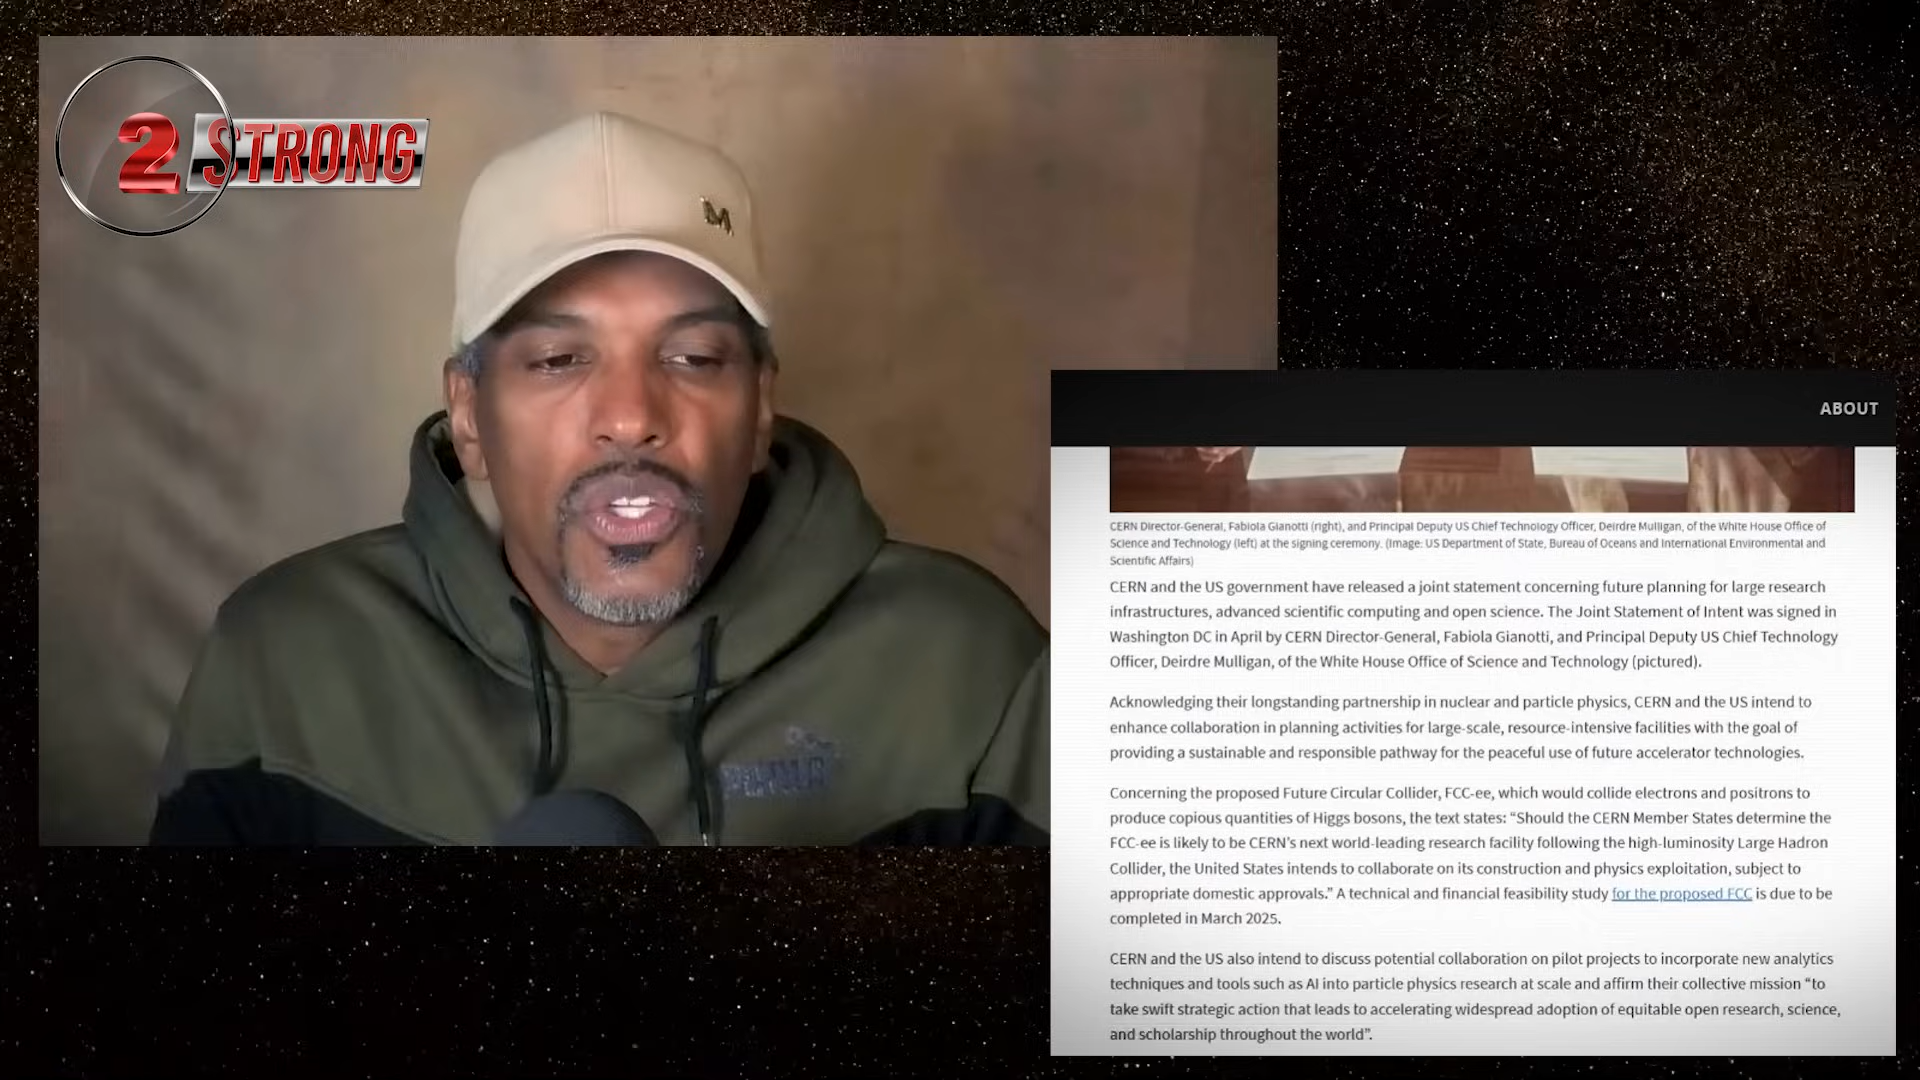 2 STRONG
ABOUT
CERN Director-General, Fabiola Gianotti (right), and Principal Deputy US Chief Technology Officer, Deirdre Mulligan, of the White House Office of
Science and Technology (left) at the signing ceremony. (Image: US Department of State, Bureau of Oceans and International Environmental and
Scientific Affairs)
CERN and the US government have released a joint statement concerning future planning for large research
infrastructures, advanced scientific computing and open science. The Joint Statement of Intent was signed in
Washington DC in April by CERN Director-General, Fabiola Gianotti, and Principal Deputy US Chief Technology
Officer, Deirdre Mulligan, of the White House Office of Science and Technology (pictured).
Acknowledging their longstanding partnership in nuclear and particle physics, CERN and the US intend to
enhance collaboration in planning activities for large-scale, resource-intensive facilities with the goal of
providing a sustainable and responsible pathway for the peaceful use of future accelerator technologies.
Concerning the proposed Future Circular Collider, FCC-ee, which would collide electrons and positrons to
produce copious quantities of Higgs bosons, the text states: “Should the CERN Member States determine the
FCC-ee is likely to be CERN’s next world-leading research facility following the high-luminosity Large Hadron
Collider, the United States intends to collaborate on its construction and physics exploitation, subject to
appropriate domestic approvals.” A technical and financial feasibility study for the proposed FCC is due to be
completed in March 2025.
CERN and the US also intend to discuss potential collaboration on pilot projects to incorporate new analytics
techniques and tools such as AI into particle physics research at scale and affirm their collective mission “to
take swift strategic action that leads to accelerating widespread adoption of equitable open research, science,
and scholarship throughout the world”.